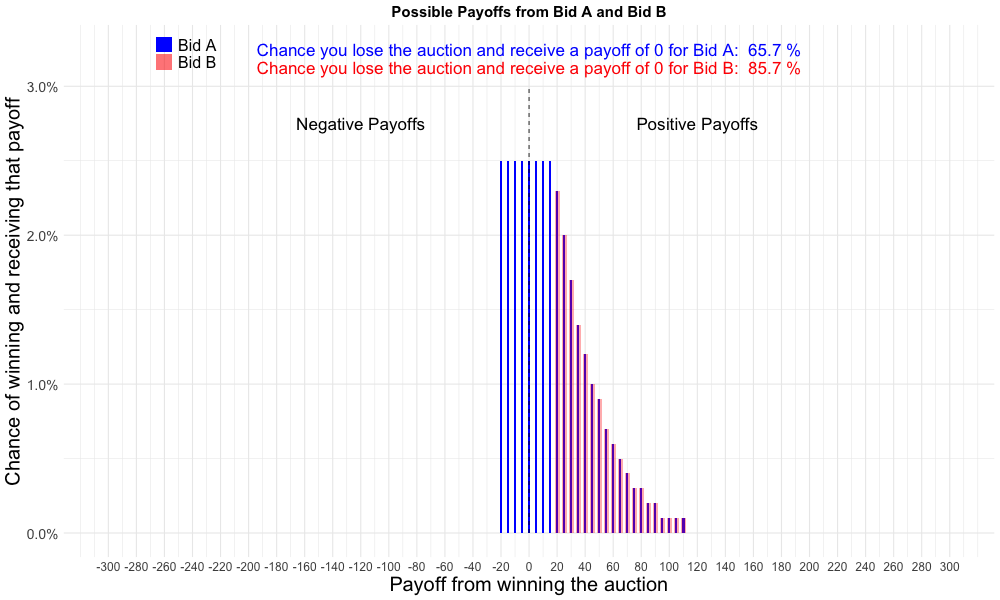 Possible Payoffs from Bid A and Bid B
Bid A
Bid B
Chance you lose the auction and receive a payoff of 0 for Bid A:  65.7 %
Chance you lose the auction and receive a payoff of 0 for Bid B:  85.7 %
Negative Payoffs
Positive Payoffs
Chance of winning and receiving that payoff
3.0%
2.0%
1.0%
0.0%
-300 -280 -260 -240 -220 -200 -180 -160 -140 -120 -100 -80 -60 -40 -20 0 20 40 60 80 100 120 140 160 180 200 220 240 260 280 300
Payoff from winning the auction